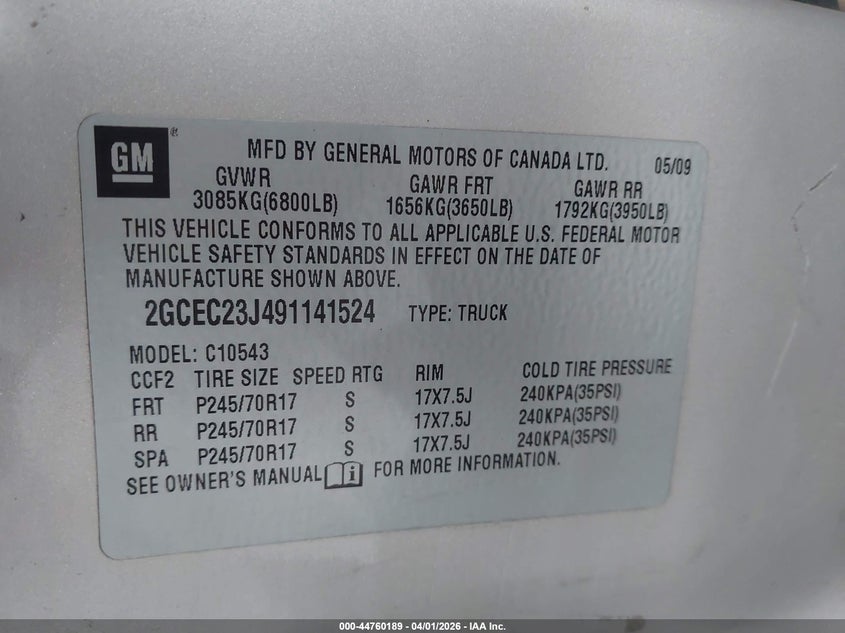 GM®
MFD BY GENERAL MOTORS OF CANADA LTD. 05/09
GVWR GAWR FRT GAWR RR
3085KG(6800LB) 1656KG(3650LB) 1792KG(3950LB)
THIS VEHICLE CONFORMS TO ALL APPLICABLE U.S. FEDERAL MOTOR
VEHICLE SAFETY STANDARDS IN EFFECT ON THE DATE OF
MANUFACTURE SHOWN ABOVE.
2GCEC23J491141524 TYPE: TRUCK
MODEL: C10543
CCF2 TIRE SIZE SPEED RTG RIM COLD TIRE PRESSURE
FRT P245/70R17 S 17X7.5J 240KPA(35PSI)
RR P245/70R17 S 17X7.5J 240KPA(35PSI)
SPA P245/70R17 S 17X7.5J 240KPA(35PSI)
SEE OWNER'S MANUAL FOR MORE INFORMATION.
000-44760189 - 04/01/2026 - IAA Inc.